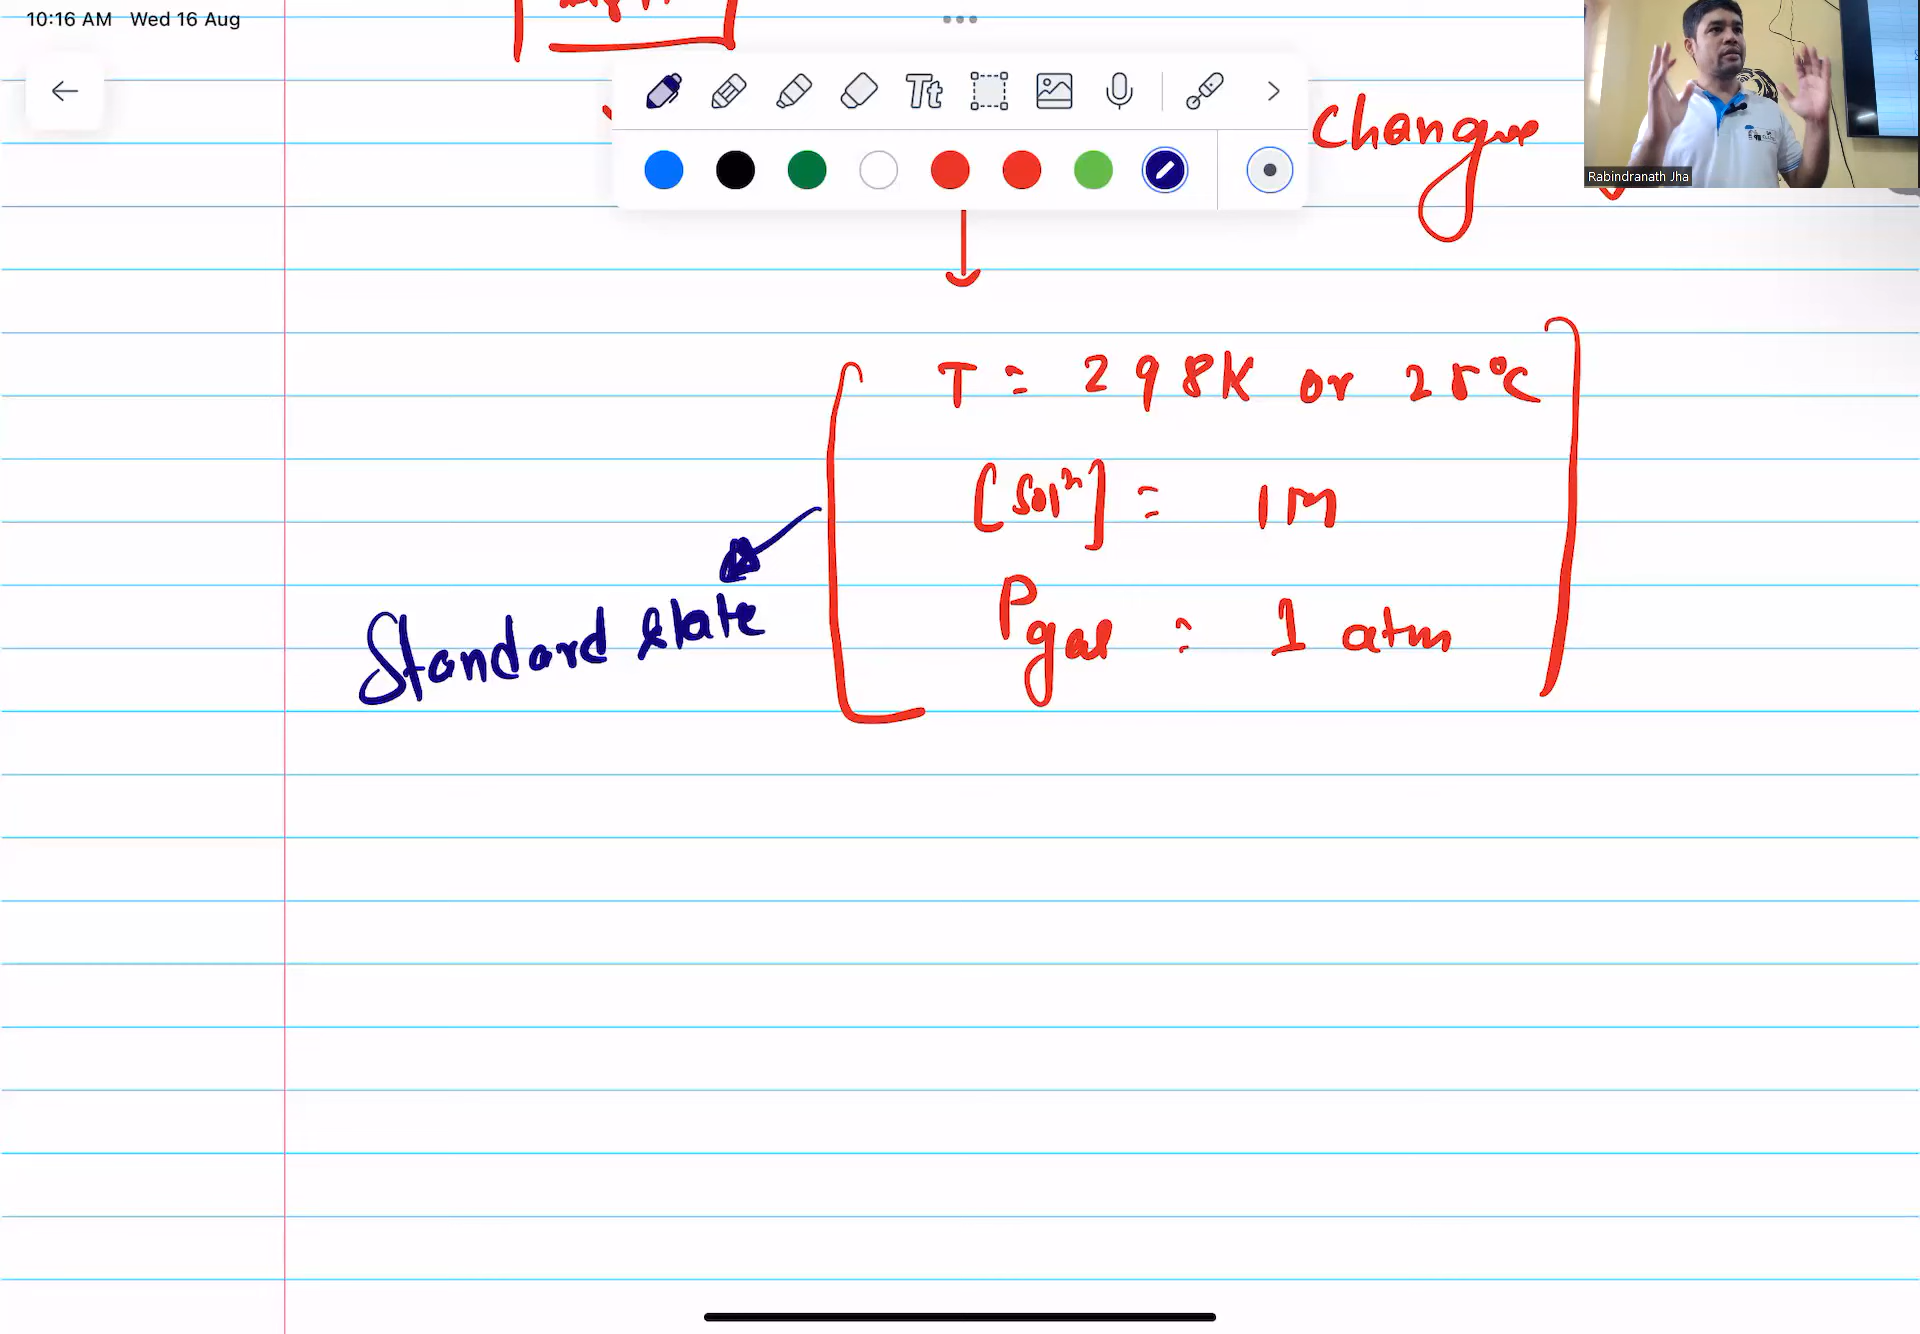 10:16 AM Wed 16 Aug
Tt
Change
Rabindranath Jha
T = 298K or 25°C
[solⁿ] = 1M
Standard state
Pgas = 1 atm